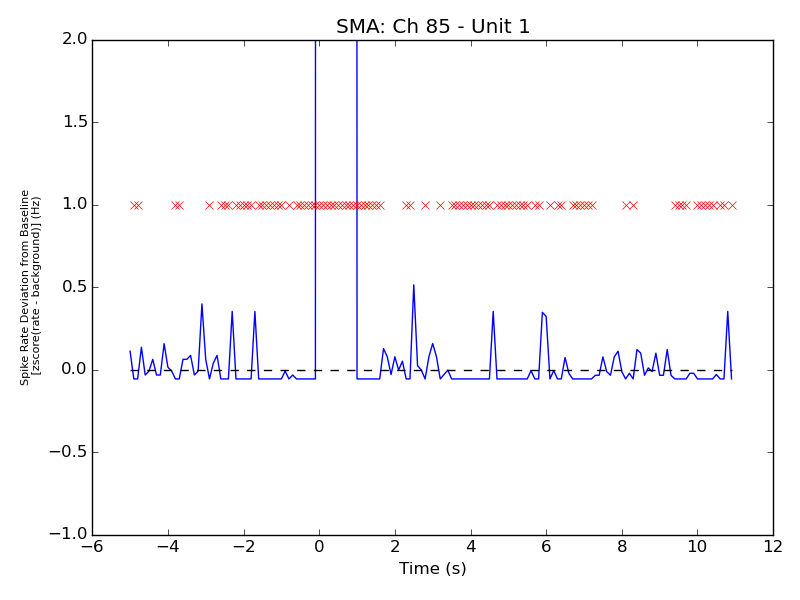 SMA: Ch 85 - Unit 1
2.0
1.5
1.0
0.5
0.0
−0.5
−1.0
Spike Rate Deviation from Baseline
[zscore(rate - background)] (Hz)
−6 −4 −2 0 2 4 6 8 10 12
Time (s)